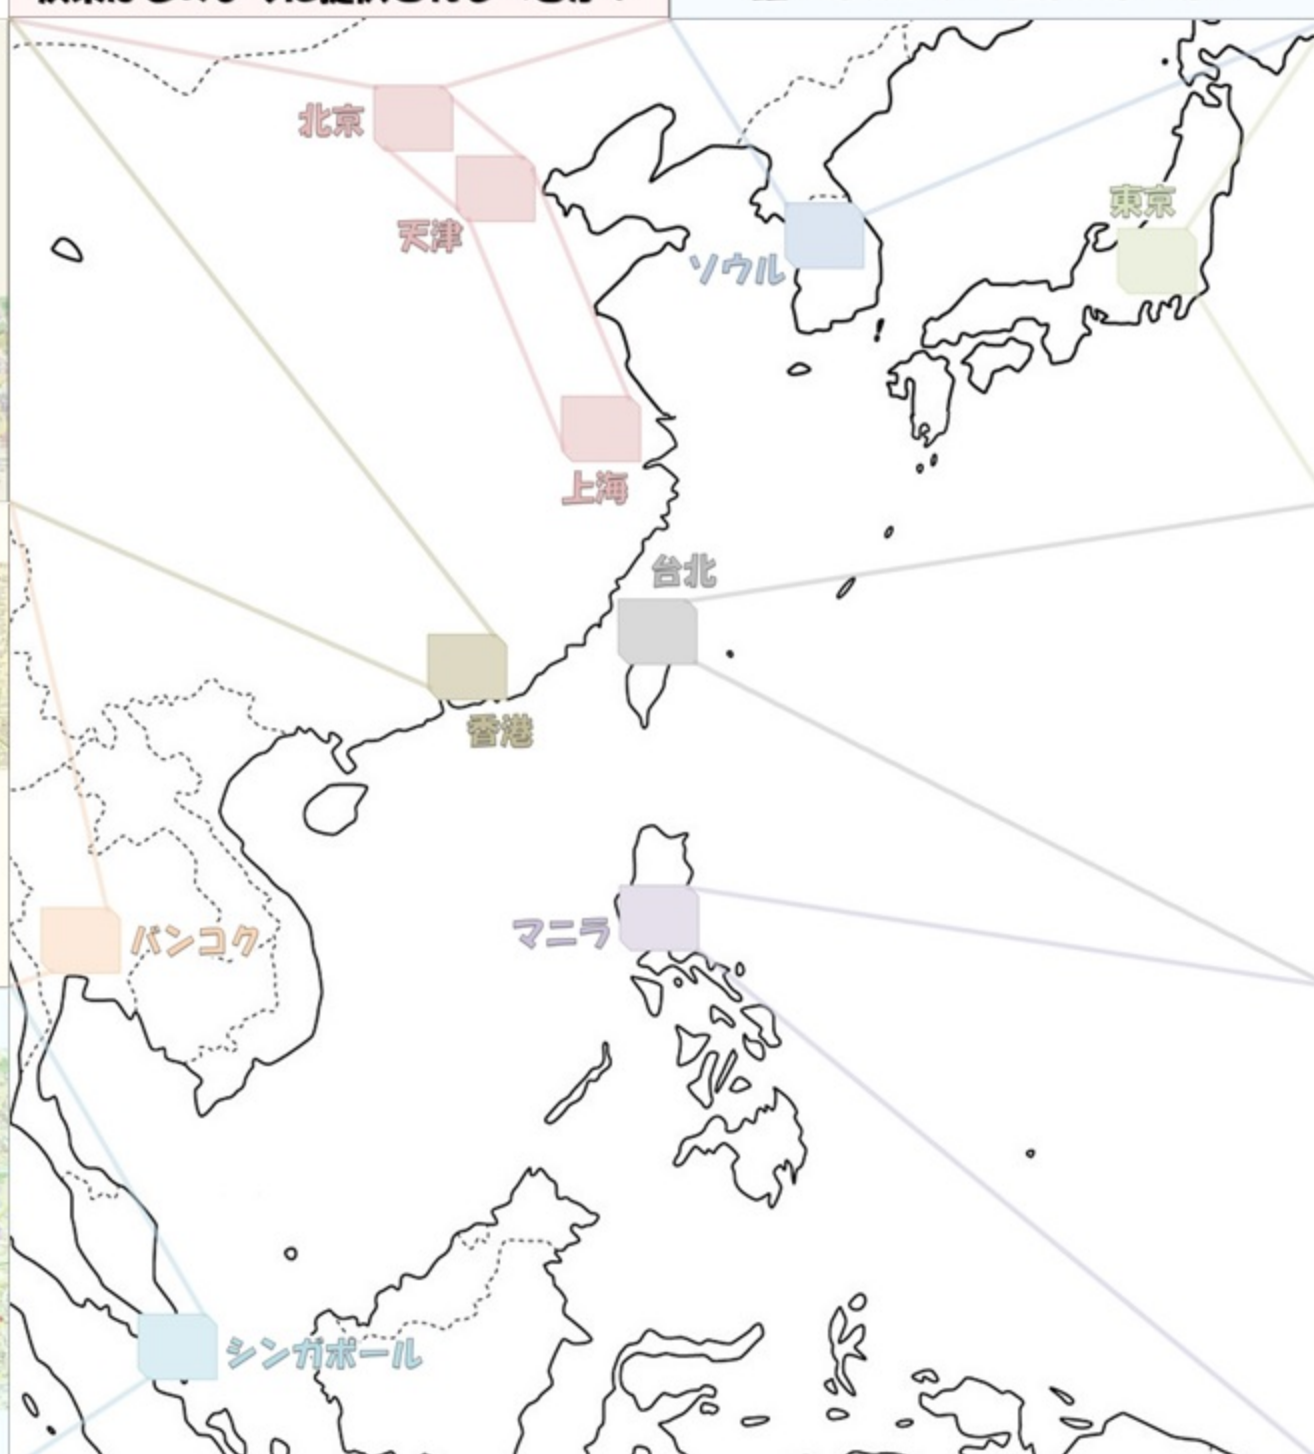 北京
東京
天津
ソウル
上海
台北
香港
マニラ
バンコク
シンガポール